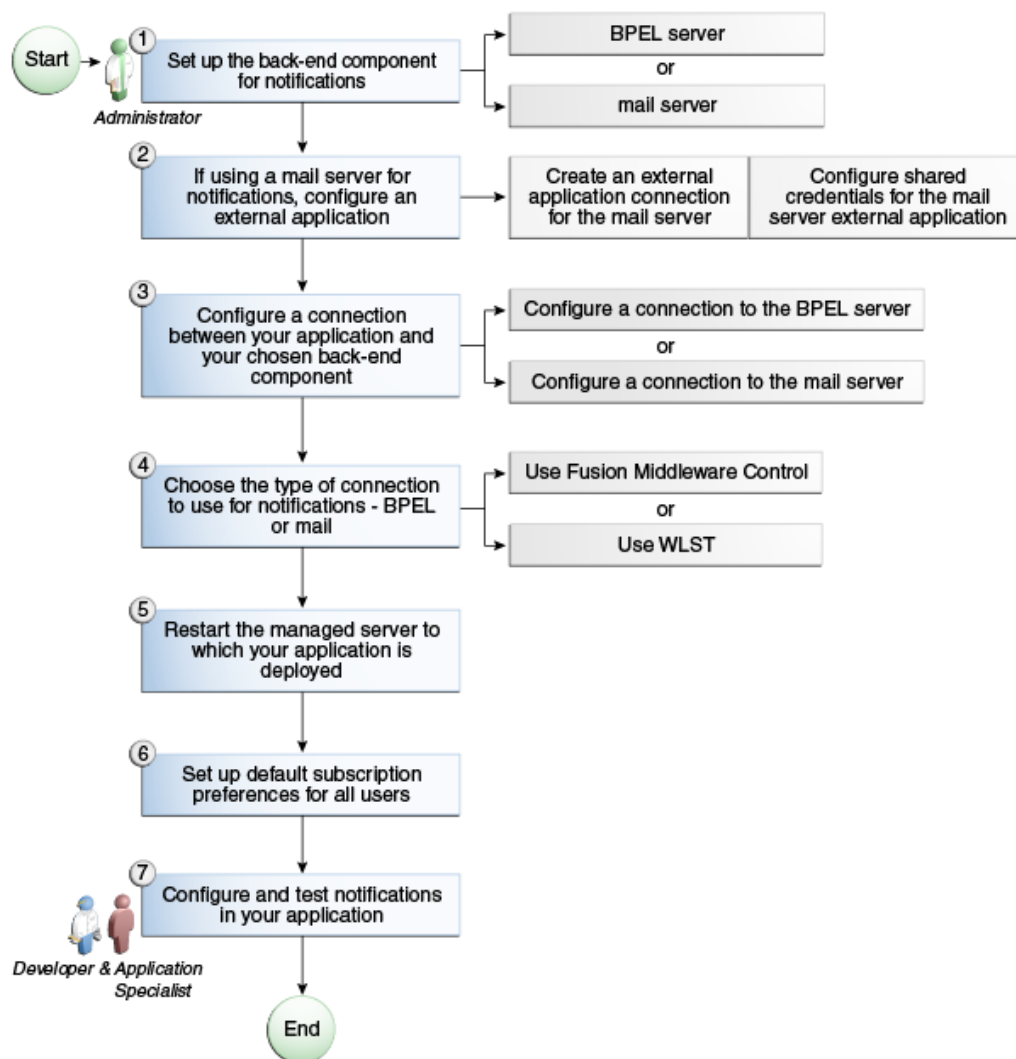 Start
1
Set up the back-end component
for notifications
Administrator
BPEL server
or
mail server
2
If using a mail server for
notifications, configure an
external application
Create an external
application connection
for the mail server
Configure shared
credentials for the mail
server external application
3
Configure a connection
between your application and
your chosen back-end
component
Configure a connection to the BPEL server
or
Configure a connection to the mail server
4
Choose the type of connection
to use for notifications - BPEL
or mail
Use Fusion Middleware Control
or
Use WLST
5
Restart the managed server to
which your application is
deployed
6
Set up default subscription
preferences for all users
7
Configure and test notifications
in your application
Developer & Application
Specialist
End